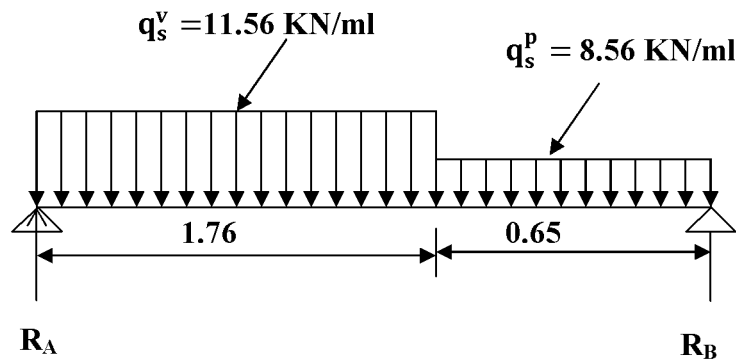 q_s^v =11.56 KN/ml
q_s^p = 8.56 KN/ml
1.76
0.65
R_A
R_B